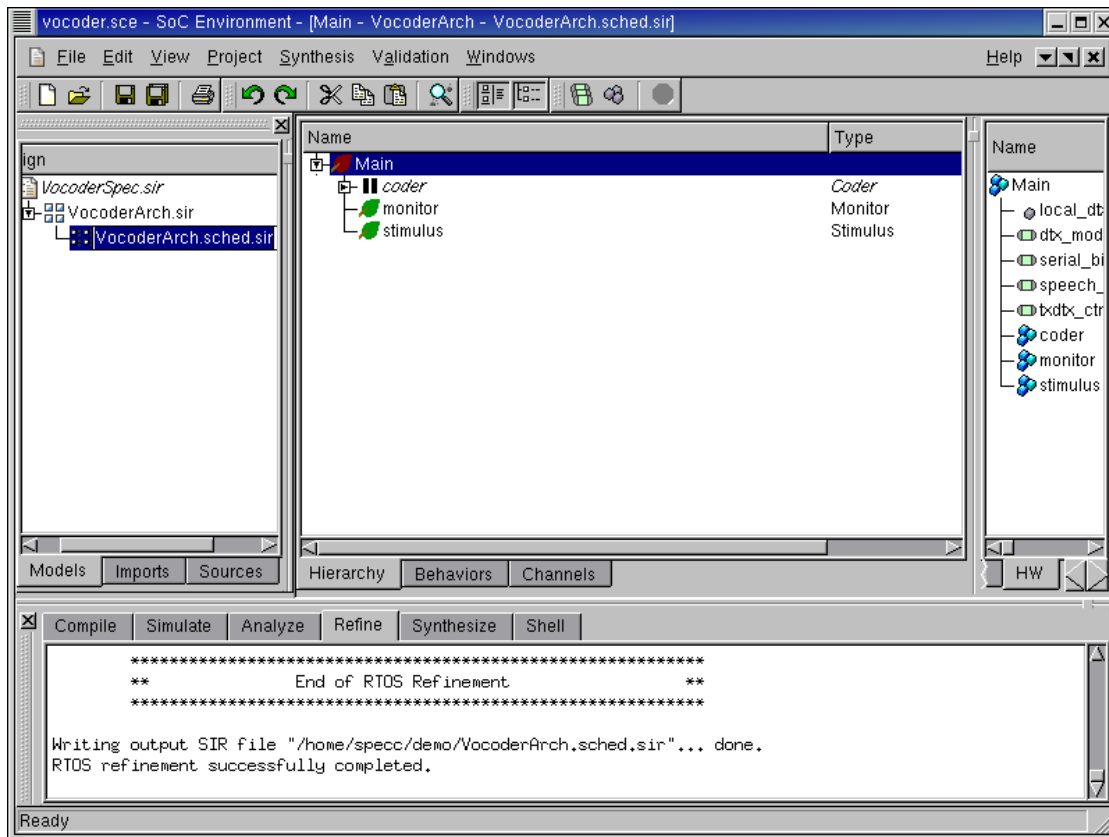 vocoder.sce - SoC Environment - [Main - VocoderArch - VocoderArch.sched.sir]
File Edit View Project Synthesis Validation Windows Help
ign
VocoderSpec.sir
VocoderArch.sir
VocoderArch.sched.sir
Models Imports Sources
Name Type
Main
coder Coder
monitor Monitor
stimulus Stimulus
Hierarchy Behaviors Channels
Name
Main
local_dt
dtx_mod
serial_bi
speech_
txdtx_ctr
coder
monitor
stimulus
HW
Compile Simulate Analyze Refine Synthesize Shell
***********************************************************
** End of RTOS Refinement **
***********************************************************
Writing output SIR file "/home/specc/demo/VocoderArch.sched.sir"... done.
RTOS refinement successfully completed.
Ready